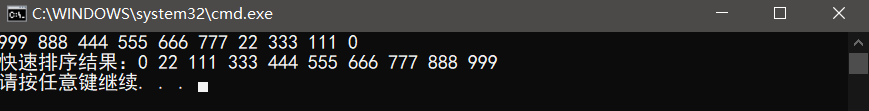 C:\WINDOWS\system32\cmd.exe
999 888 444 555 666 777 22 333 111 0
快速排序结果：0 22 111 333 444 555 666 777 888 999
请按任意键继续. . .